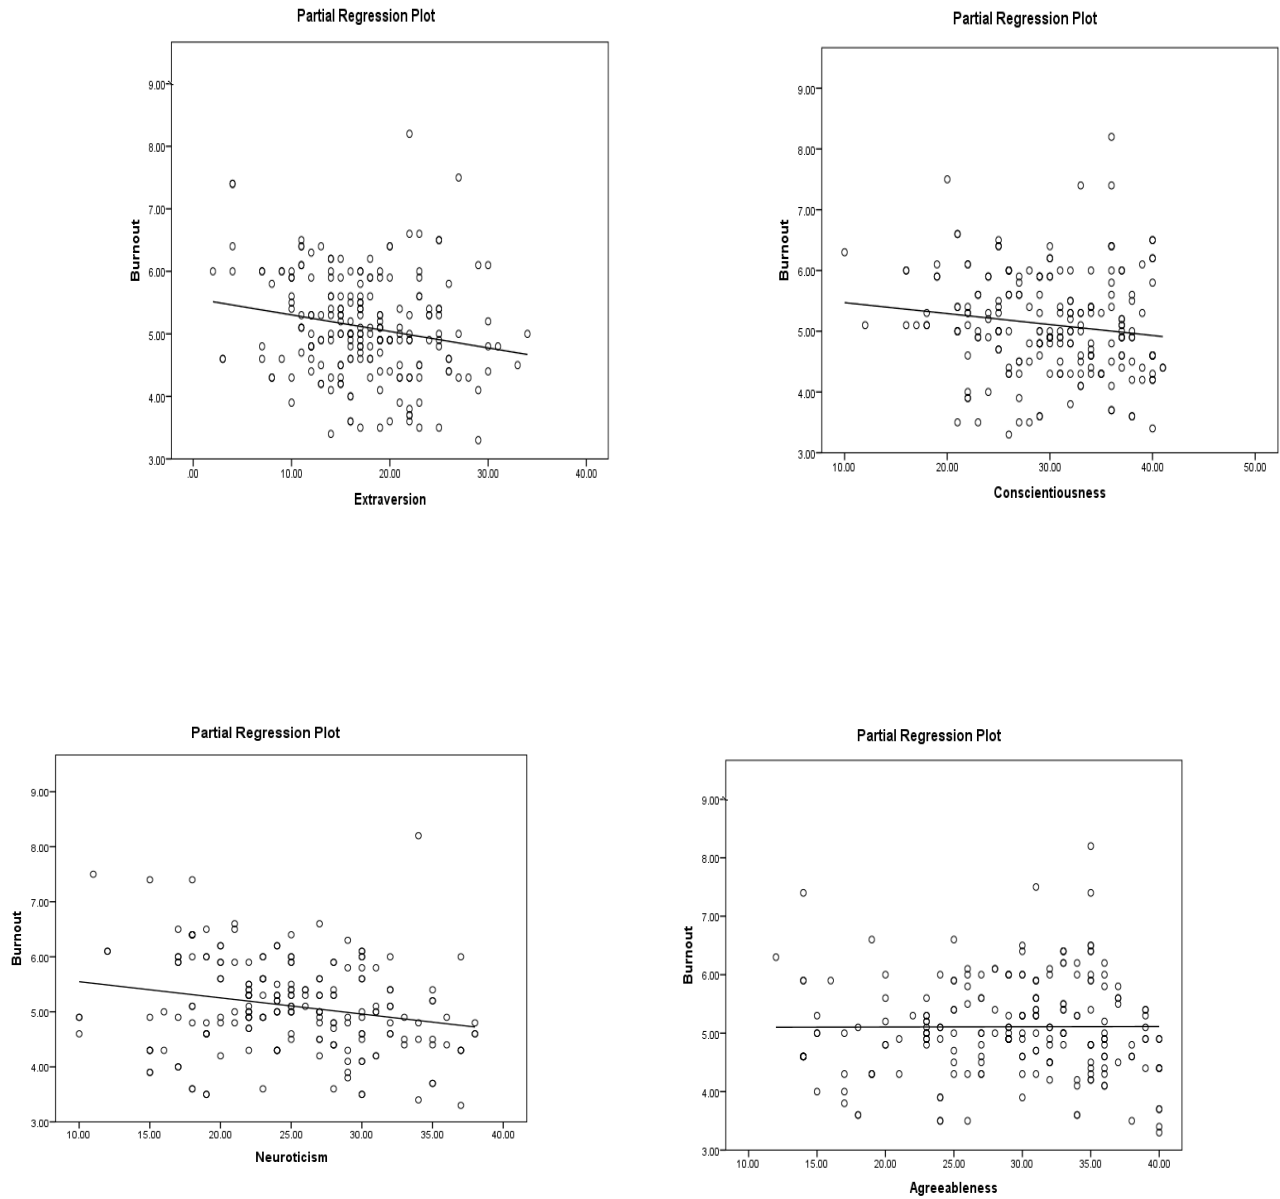 Partial Regression Plot
9.00
8.00
7.00
6.00
5.00
4.00
3.00
Burnout
.00 10.00 20.00 30.00 40.00
Extraversion
Partial Regression Plot
9.00
8.00
7.00
6.00
5.00
4.00
3.00
Burnout
10.00 20.00 30.00 40.00 50.00
Conscientiousness
Partial Regression Plot
9.00
8.00
7.00
6.00
5.00
4.00
3.00
Burnout
10.00 15.00 20.00 25.00 30.00 35.00 40.00
Neuroticism
Partial Regression Plot
9.00
8.00
7.00
6.00
5.00
4.00
3.00
Burnout
10.00 15.00 20.00 25.00 30.00 35.00 40.00
Agreeableness